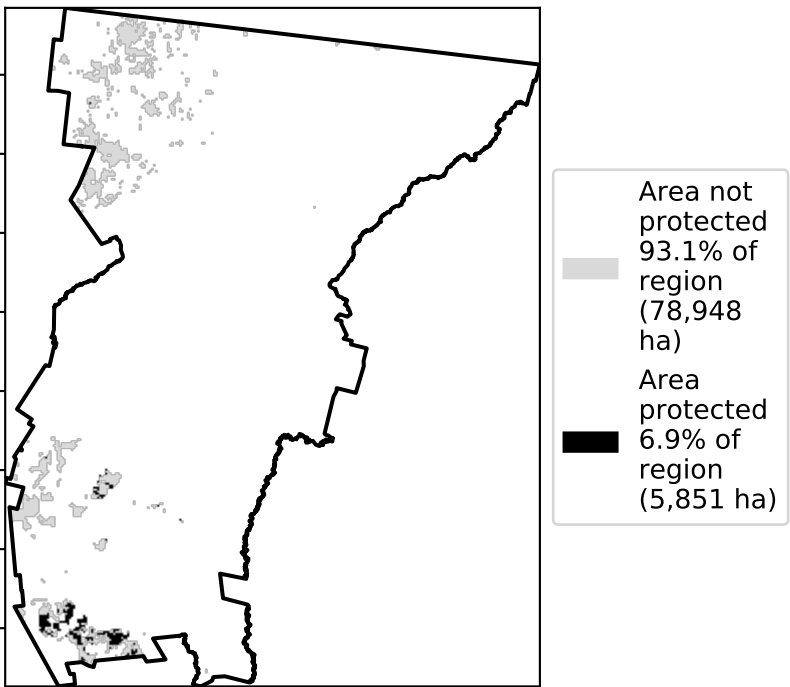 Area not
protected
93.1% of
region
(78,948
ha)
Area
protected
6.9% of
region
(5,851 ha)